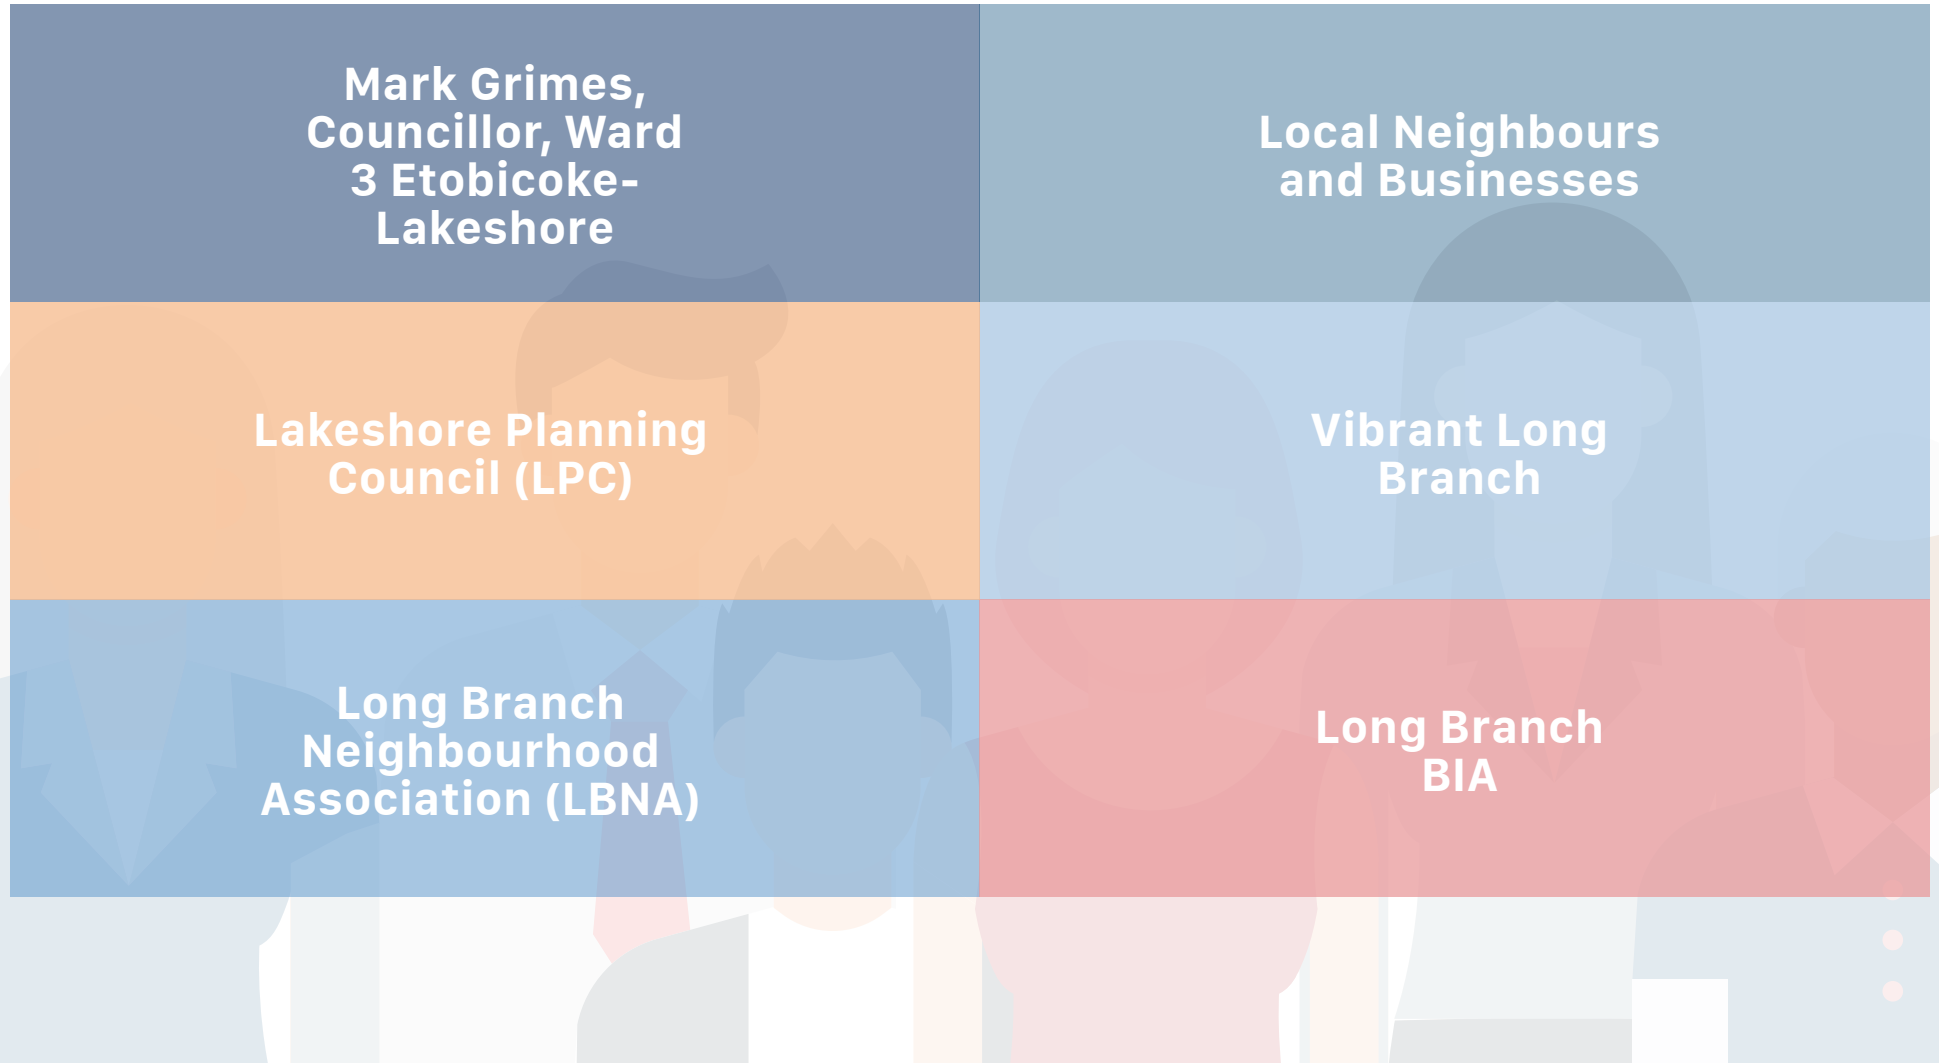 Mark Grimes,
Councillor, Ward
3 Etobicoke-
Lakeshore
Local Neighbours
and Businesses
Lakeshore Planning
Council (LPC)
Vibrant Long
Branch
Long Branch
Neighbourhood
Association (LBNA)
Long Branch
BIA